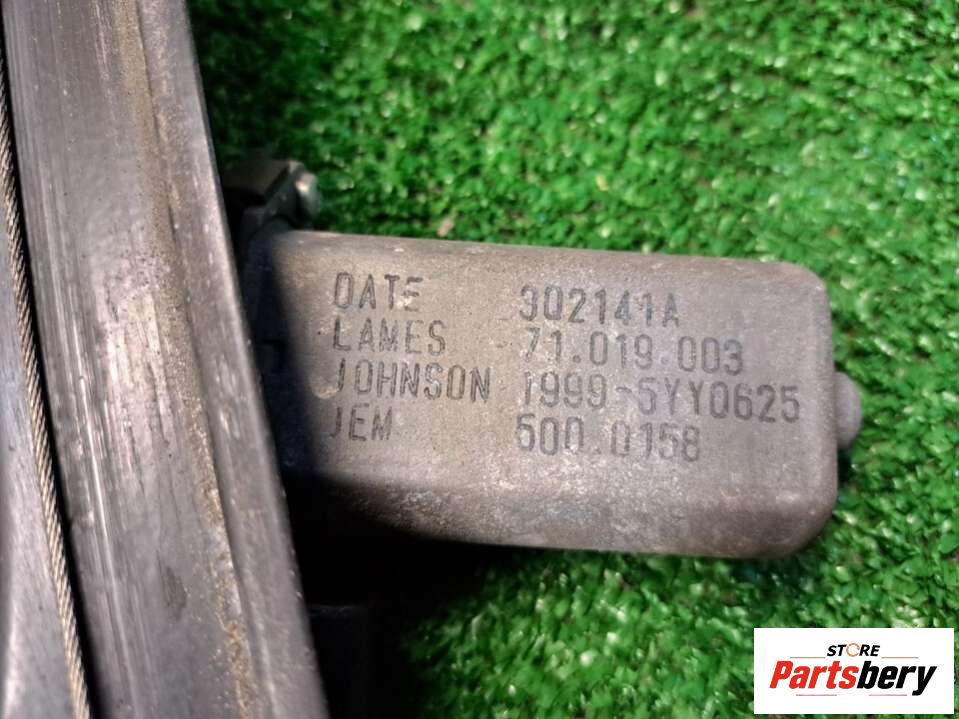 DATE 3Q2141A
LAMES 71.019.003
JOHNSON 1999-5YY0625
JEM 500.0158
STORE
Partsbery